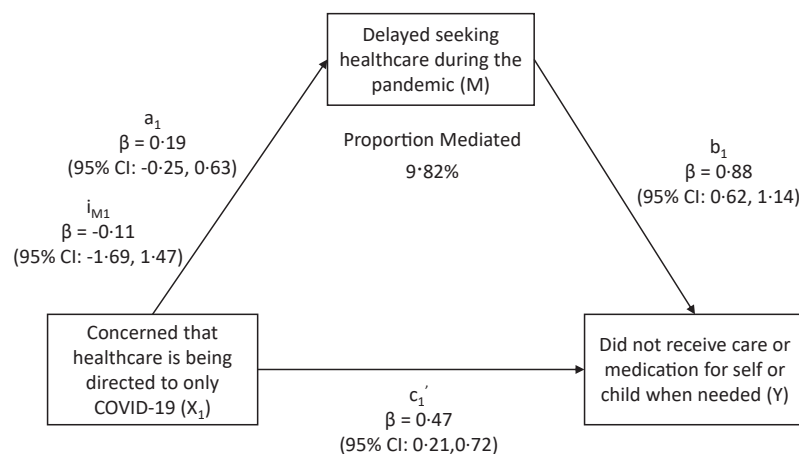 Delayed seeking
healthcare during the
pandemic (M)
a₁
β = 0·19
(95% CI: -0·25, 0·63)
Proportion Mediated
9·82%
b₁
β = 0·88
(95% CI: 0·62, 1·14)
i_M1
β = -0·11
(95% CI: -1·69, 1·47)
Concerned that
healthcare is being
directed to only
COVID-19 (X₁)
Did not receive care or
medication for self or
child when needed (Y)
c₁′
β = 0·47
(95% CI: 0·21,0·72)